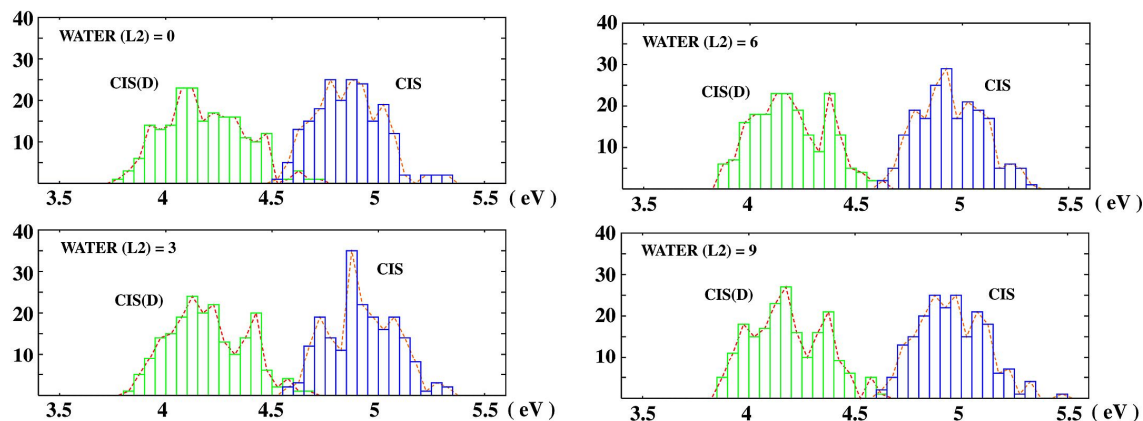 40
WATER (L2) = 0
30
CIS(D)
CIS
20
10
3.5 4 4.5 5 5.5 ( eV )
40
WATER (L2) = 6
30
CIS(D)
CIS
20
10
3.5 4 4.5 5 5.5 ( eV )
40
WATER (L2) = 3
30
CIS(D)
CIS
20
10
3.5 4 4.5 5 5.5 ( eV )
40
WATER (L2) = 9
30
CIS(D)
CIS
20
10
3.5 4 4.5 5 5.5 ( eV )